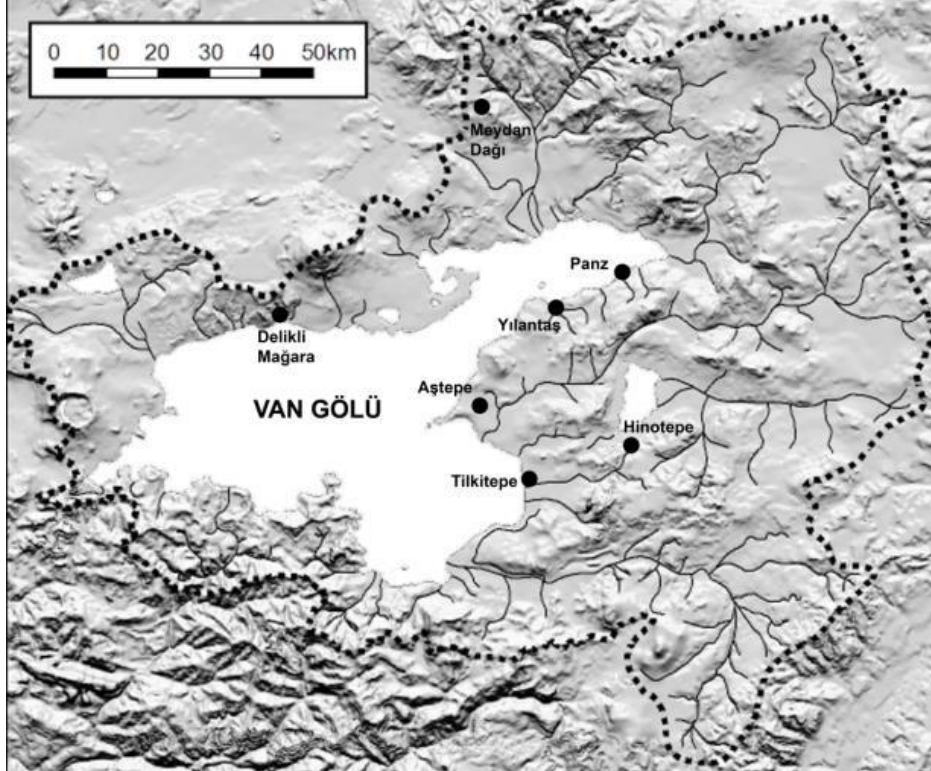 0 10 20 30 40 50km
Meydan
Dağı
Panz
Yılantaş
Delikli
Mağara
Aştepe
VAN GÖLÜ
Hinotepe
Tilkitepe